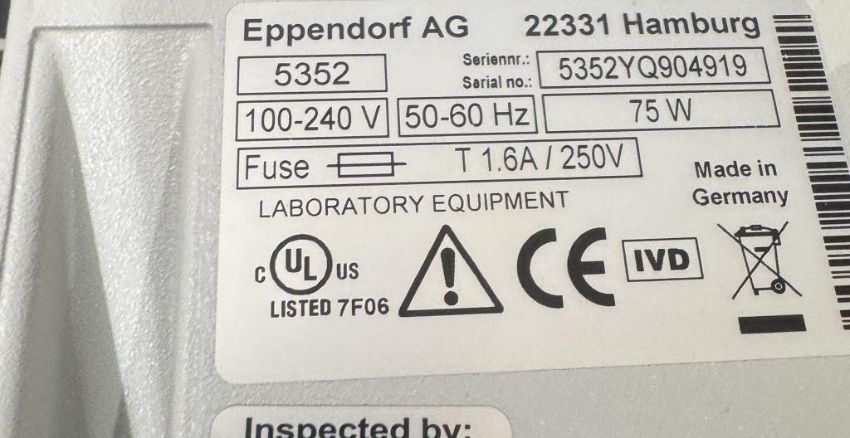 Eppendorf AG 22331 Hamburg
5352 Seriennr.: Serial no.: 5352YQ904919
100-240 V 50-60 Hz 75 W
Fuse T 1.6A / 250V
Made in
Germany
LABORATORY EQUIPMENT
C UL US
LISTED 7F06
CE IVD
Inspected by: